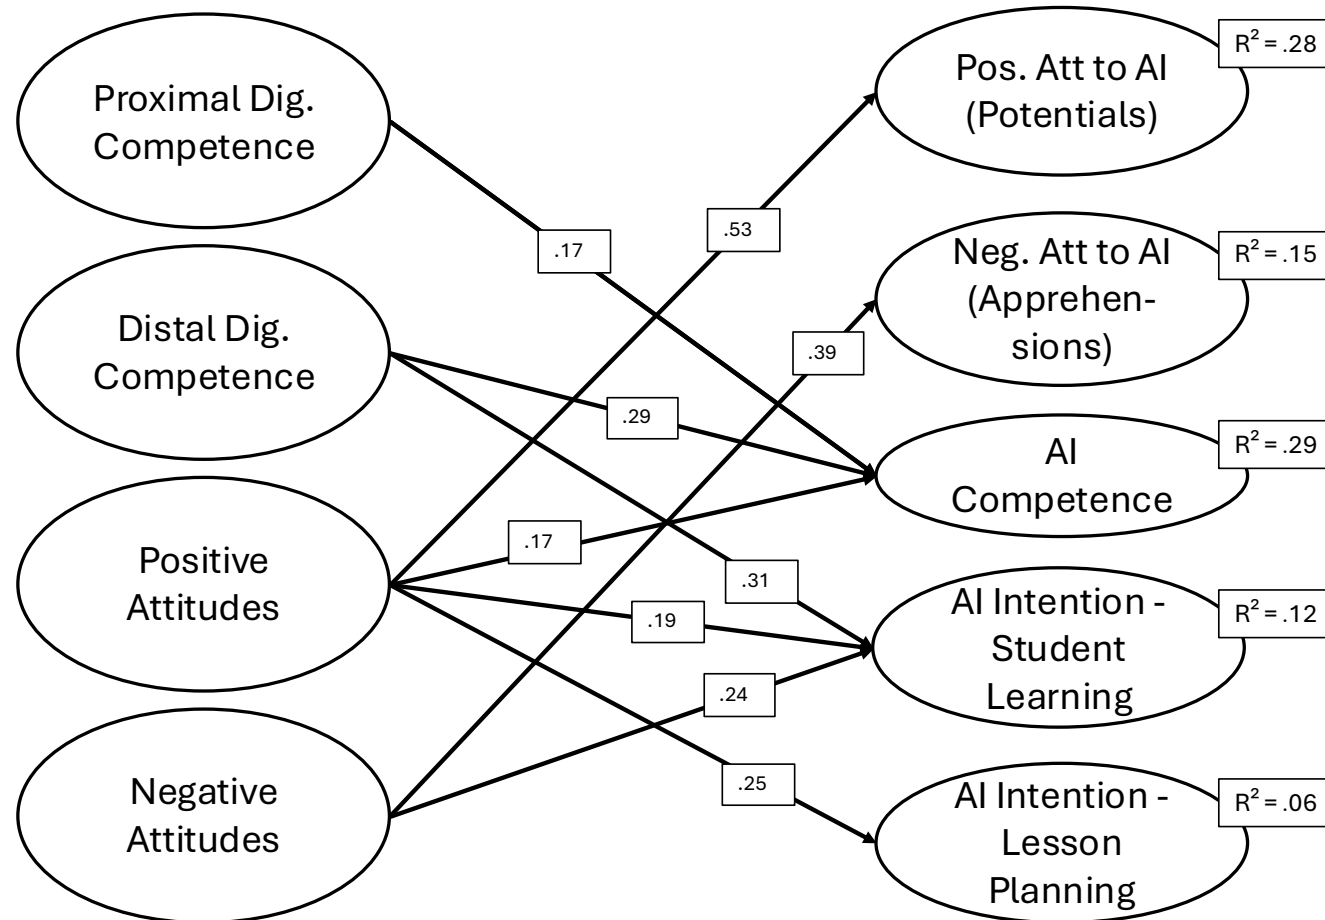 Proximal Dig.
Competence
Distal Dig.
Competence
Positive
Attitudes
Negative
Attitudes
.17
.53
.39
.29
.17
.31
.19
.24
.25
Pos. Att to AI
(Potentials)
R² = .28
Neg. Att to AI
(Apprehen-
sions)
R² = .15
AI
Competence
R² = .29
AI Intention -
Student
Learning
R² = .12
AI Intention -
Lesson
Planning
R² = .06